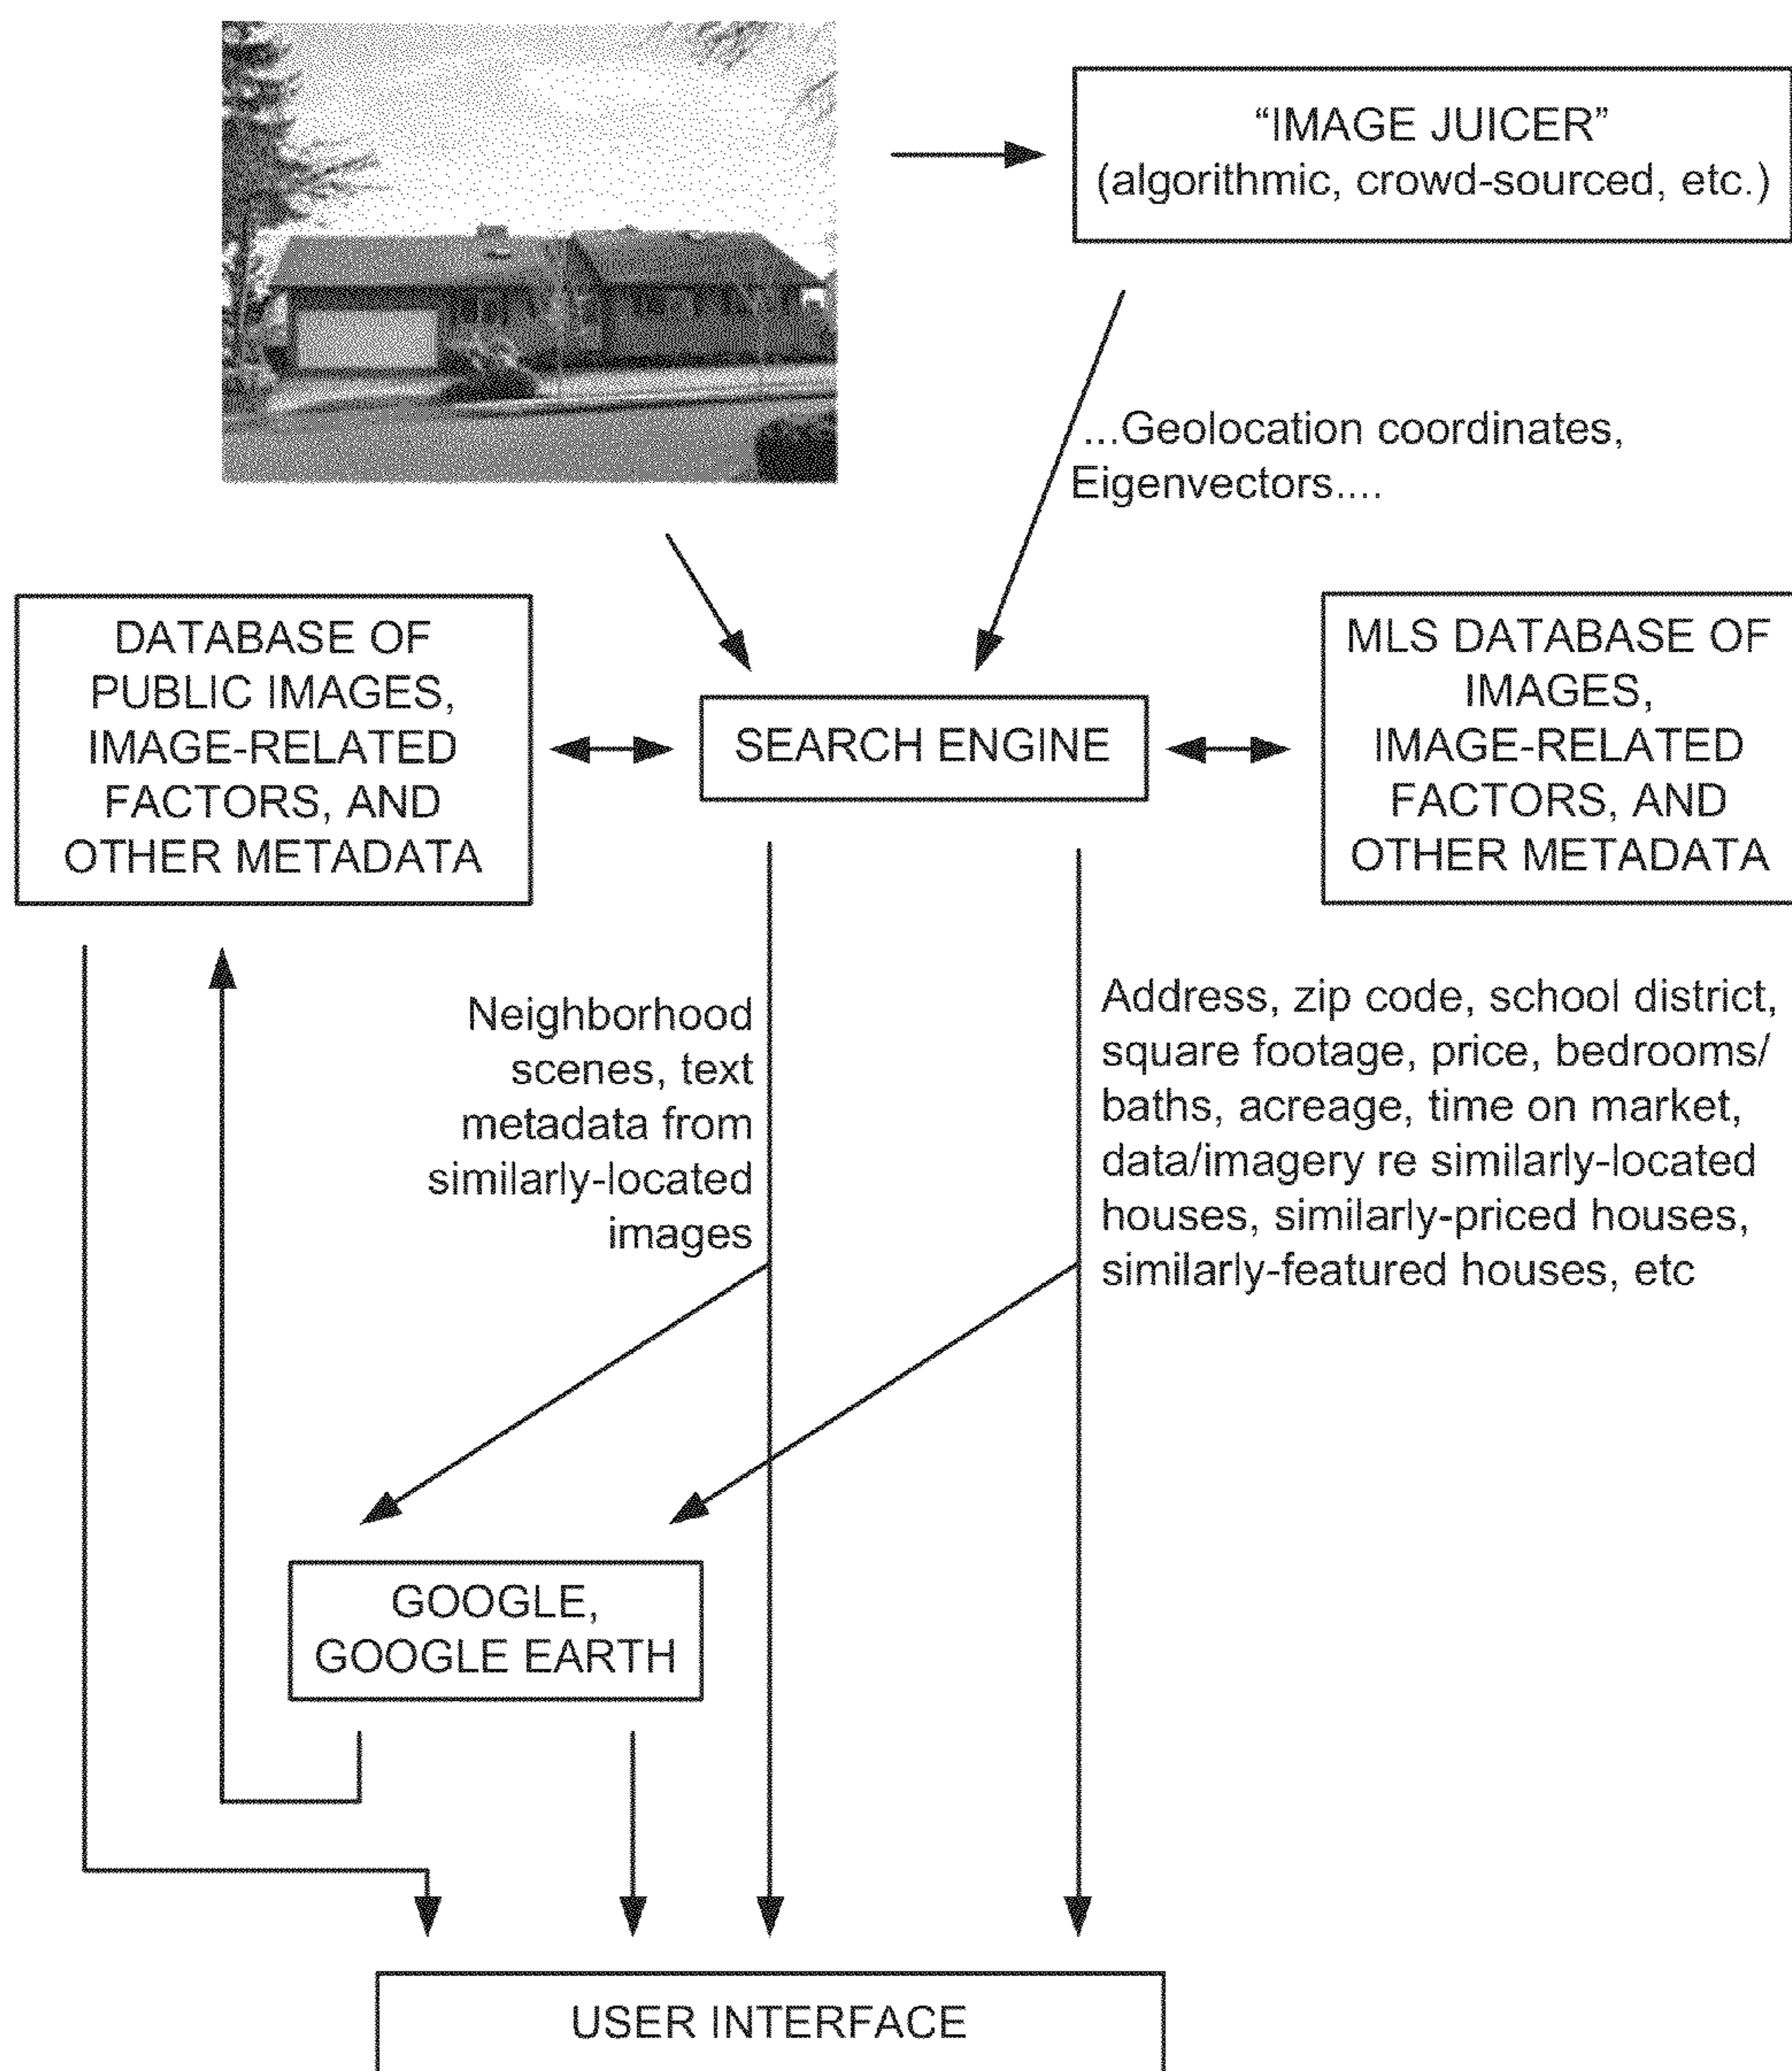 “IMAGE JUICER”
(algorithmic, crowd-sourced, etc.)
...Geolocation coordinates,
Eigenvectors....
DATABASE OF
PUBLIC IMAGES,
IMAGE-RELATED
FACTORS, AND
OTHER METADATA
SEARCH ENGINE
MLS DATABASE OF
IMAGES,
IMAGE-RELATED
FACTORS, AND
OTHER METADATA
Neighborhood
scenes, text
metadata from
similarly-located
images
Address, zip code, school district,
square footage, price, bedrooms/
baths, acreage, time on market,
data/imagery re similarly-located
houses, similarly-priced houses,
similarly-featured houses, etc
GOOGLE,
GOOGLE EARTH
USER INTERFACE